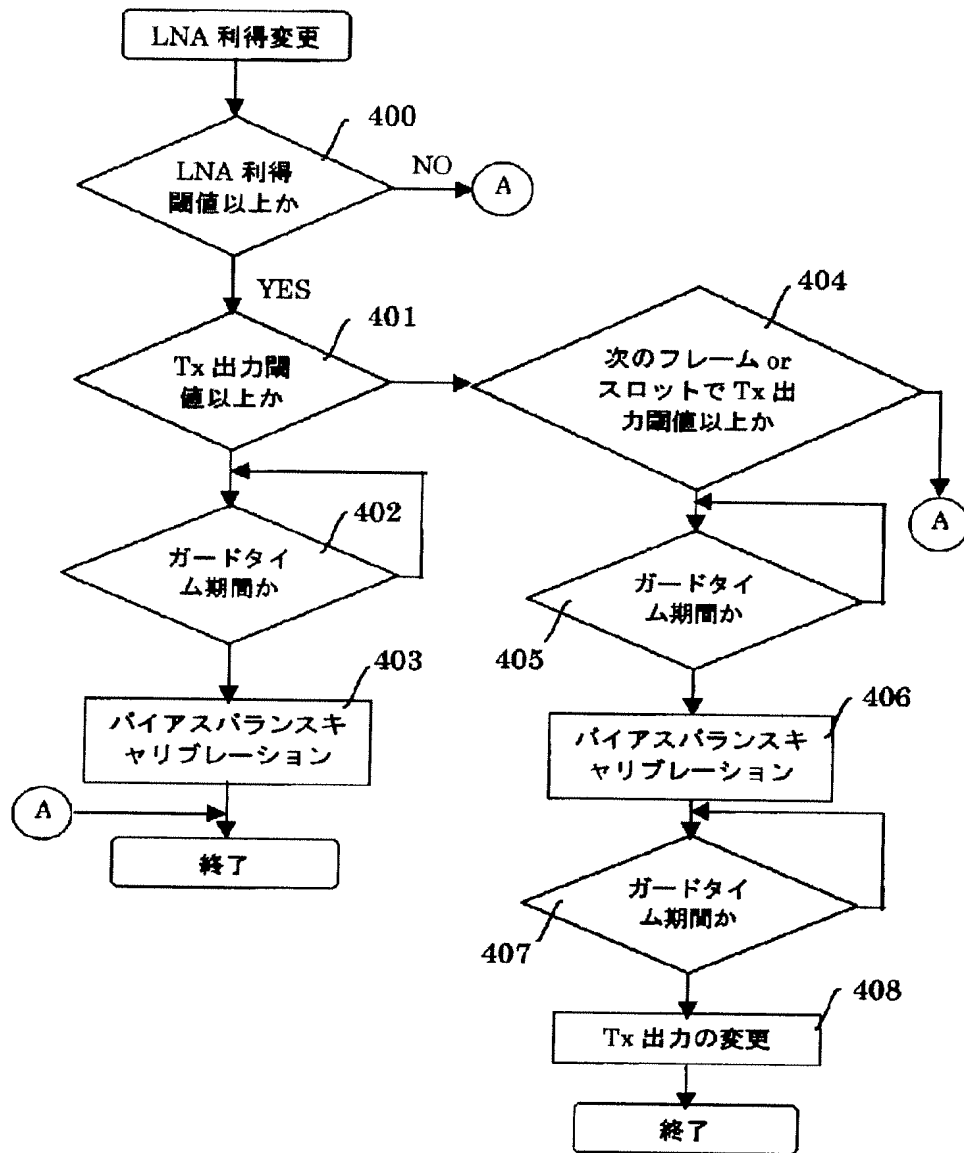 LNA 利得変更
400
LNA 利得
閾値以上か
NO
A
YES
401
Tx 出力閾
値以上か
404
次のフレーム or
スロットで Tx 出
力閾値以上か
A
402
ガードタイ
ム期間か
ガードタイ
ム期間か
405
403
バイアスバランスキ
ャリブレーション
406
バイアスバランスキ
ャリブレーション
A
終了
ガードタイ
ム期間か
407
408
Tx 出力の変更
終了